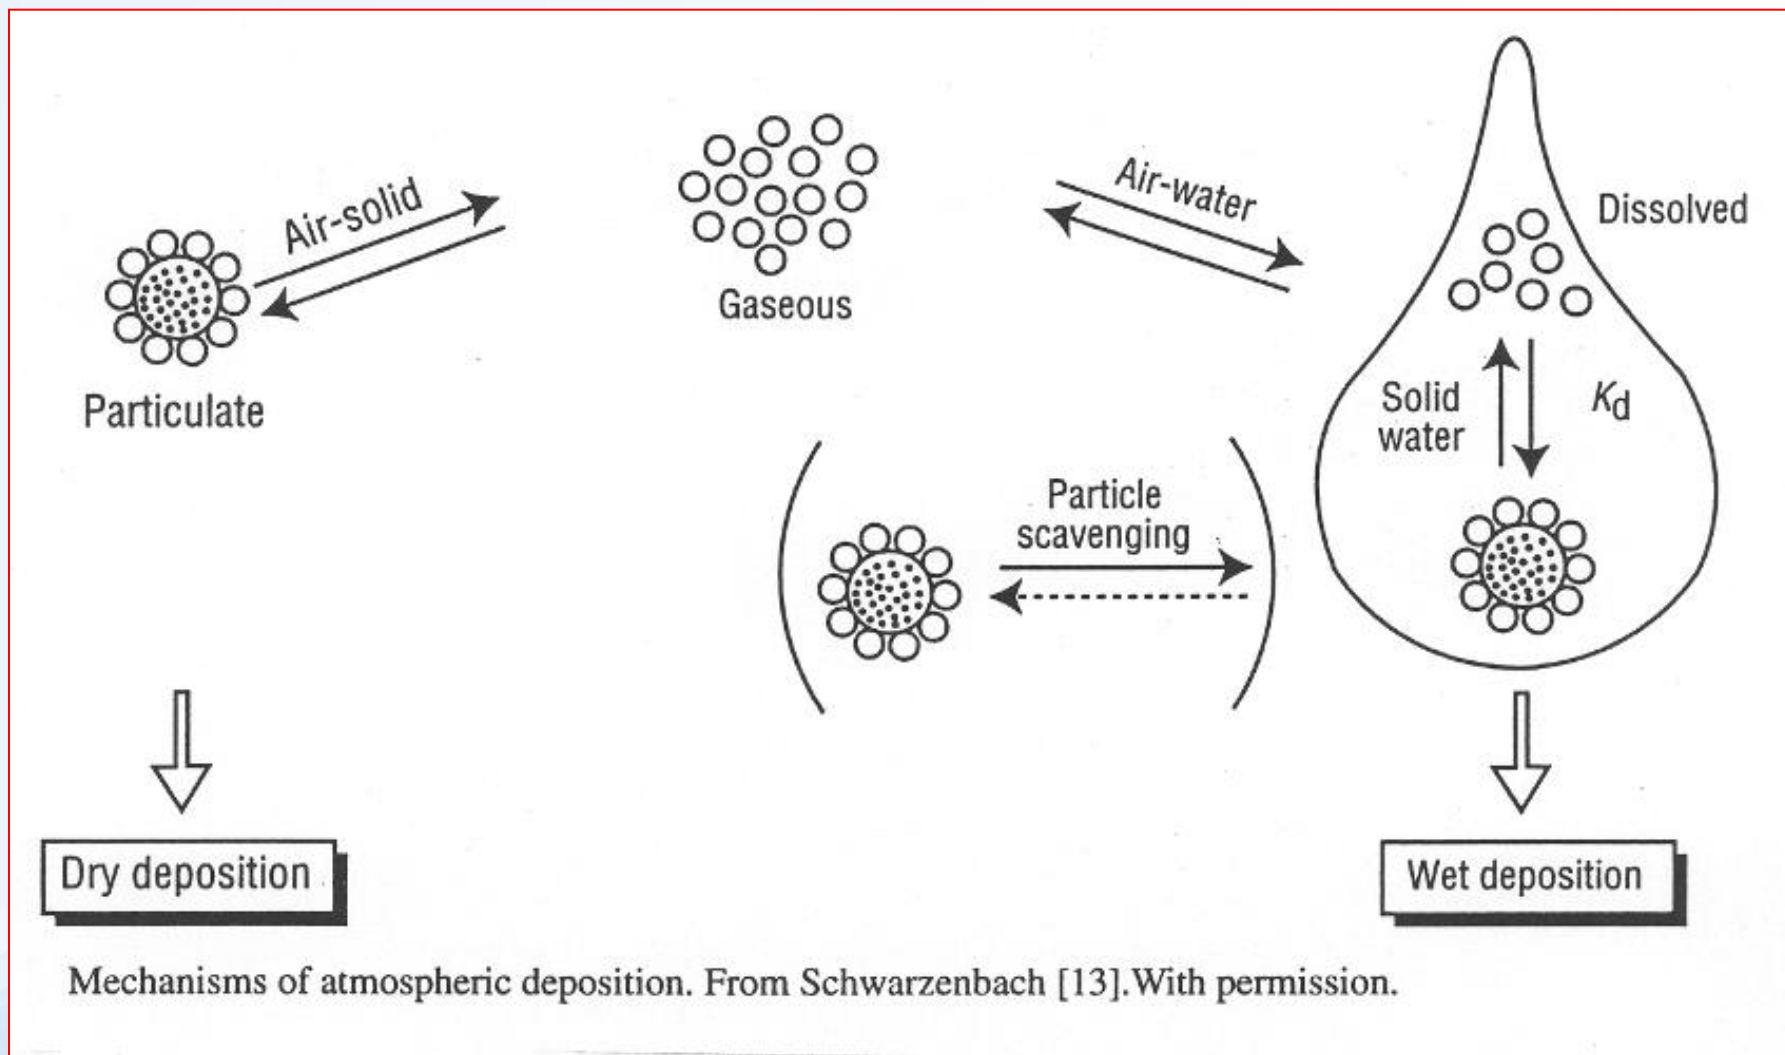 Air-solid
Air-water
Dissolved
Gaseous
Particulate
Solid
water
Kd
Particle
scavenging
Dry deposition
Wet deposition
Mechanisms of atmospheric deposition. From Schwarzenbach [13].With permission.